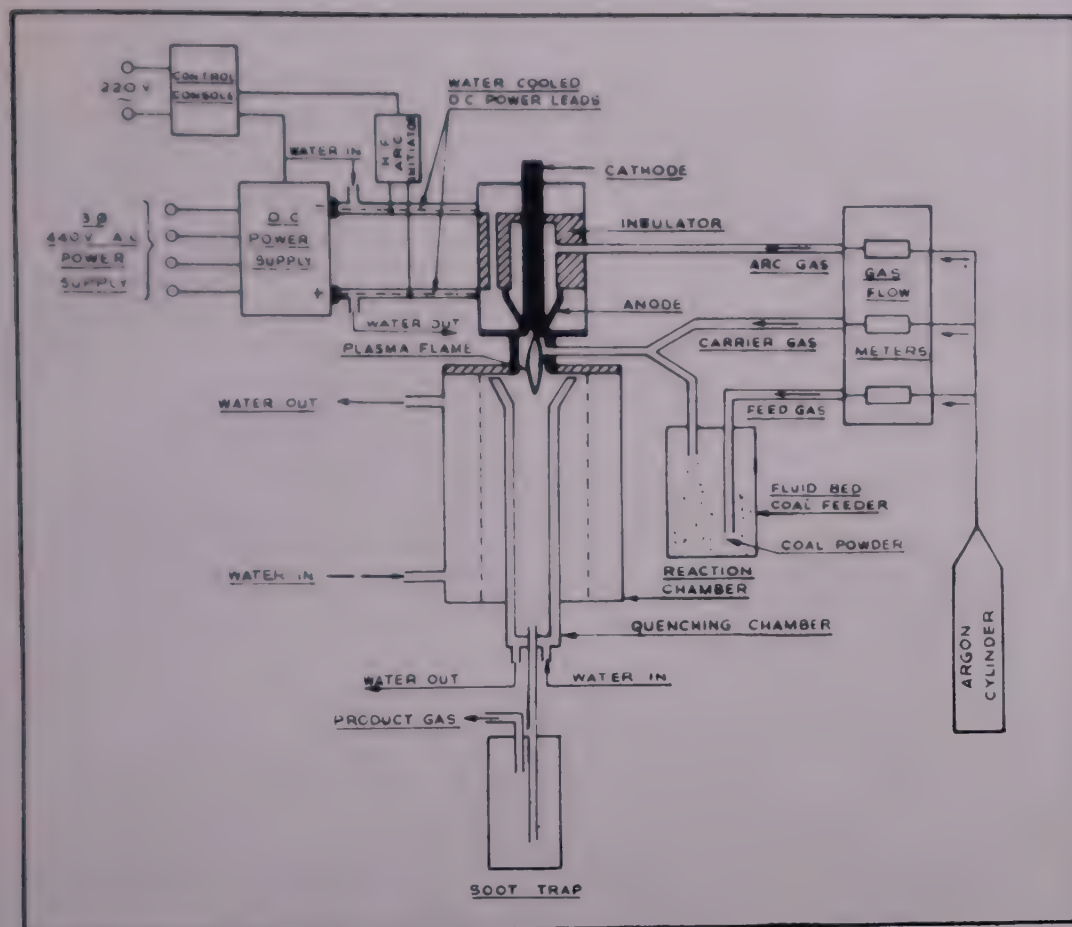 220 V
~
CONTROL
CONSOLE
WATER COOLED
D C POWER LEADS
H F
ARC
INITIATOR
WATER IN
CATHODE
3Ø
440V A.C
POWER
SUPPLY
D.C
POWER
SUPPLY
−
+
INSULATOR
ARC GAS
GAS
FLOW
METERS
ANODE
WATER OUT
PLASMA FLAME
CARRIER GAS
FEED GAS
WATER OUT
FLUID BED
COAL FEEDER
COAL POWDER
WATER IN
REACTION
CHAMBER
QUENCHING CHAMBER
WATER OUT
WATER IN
PRODUCT GAS
ARGON
CYLINDER
SOOT TRAP